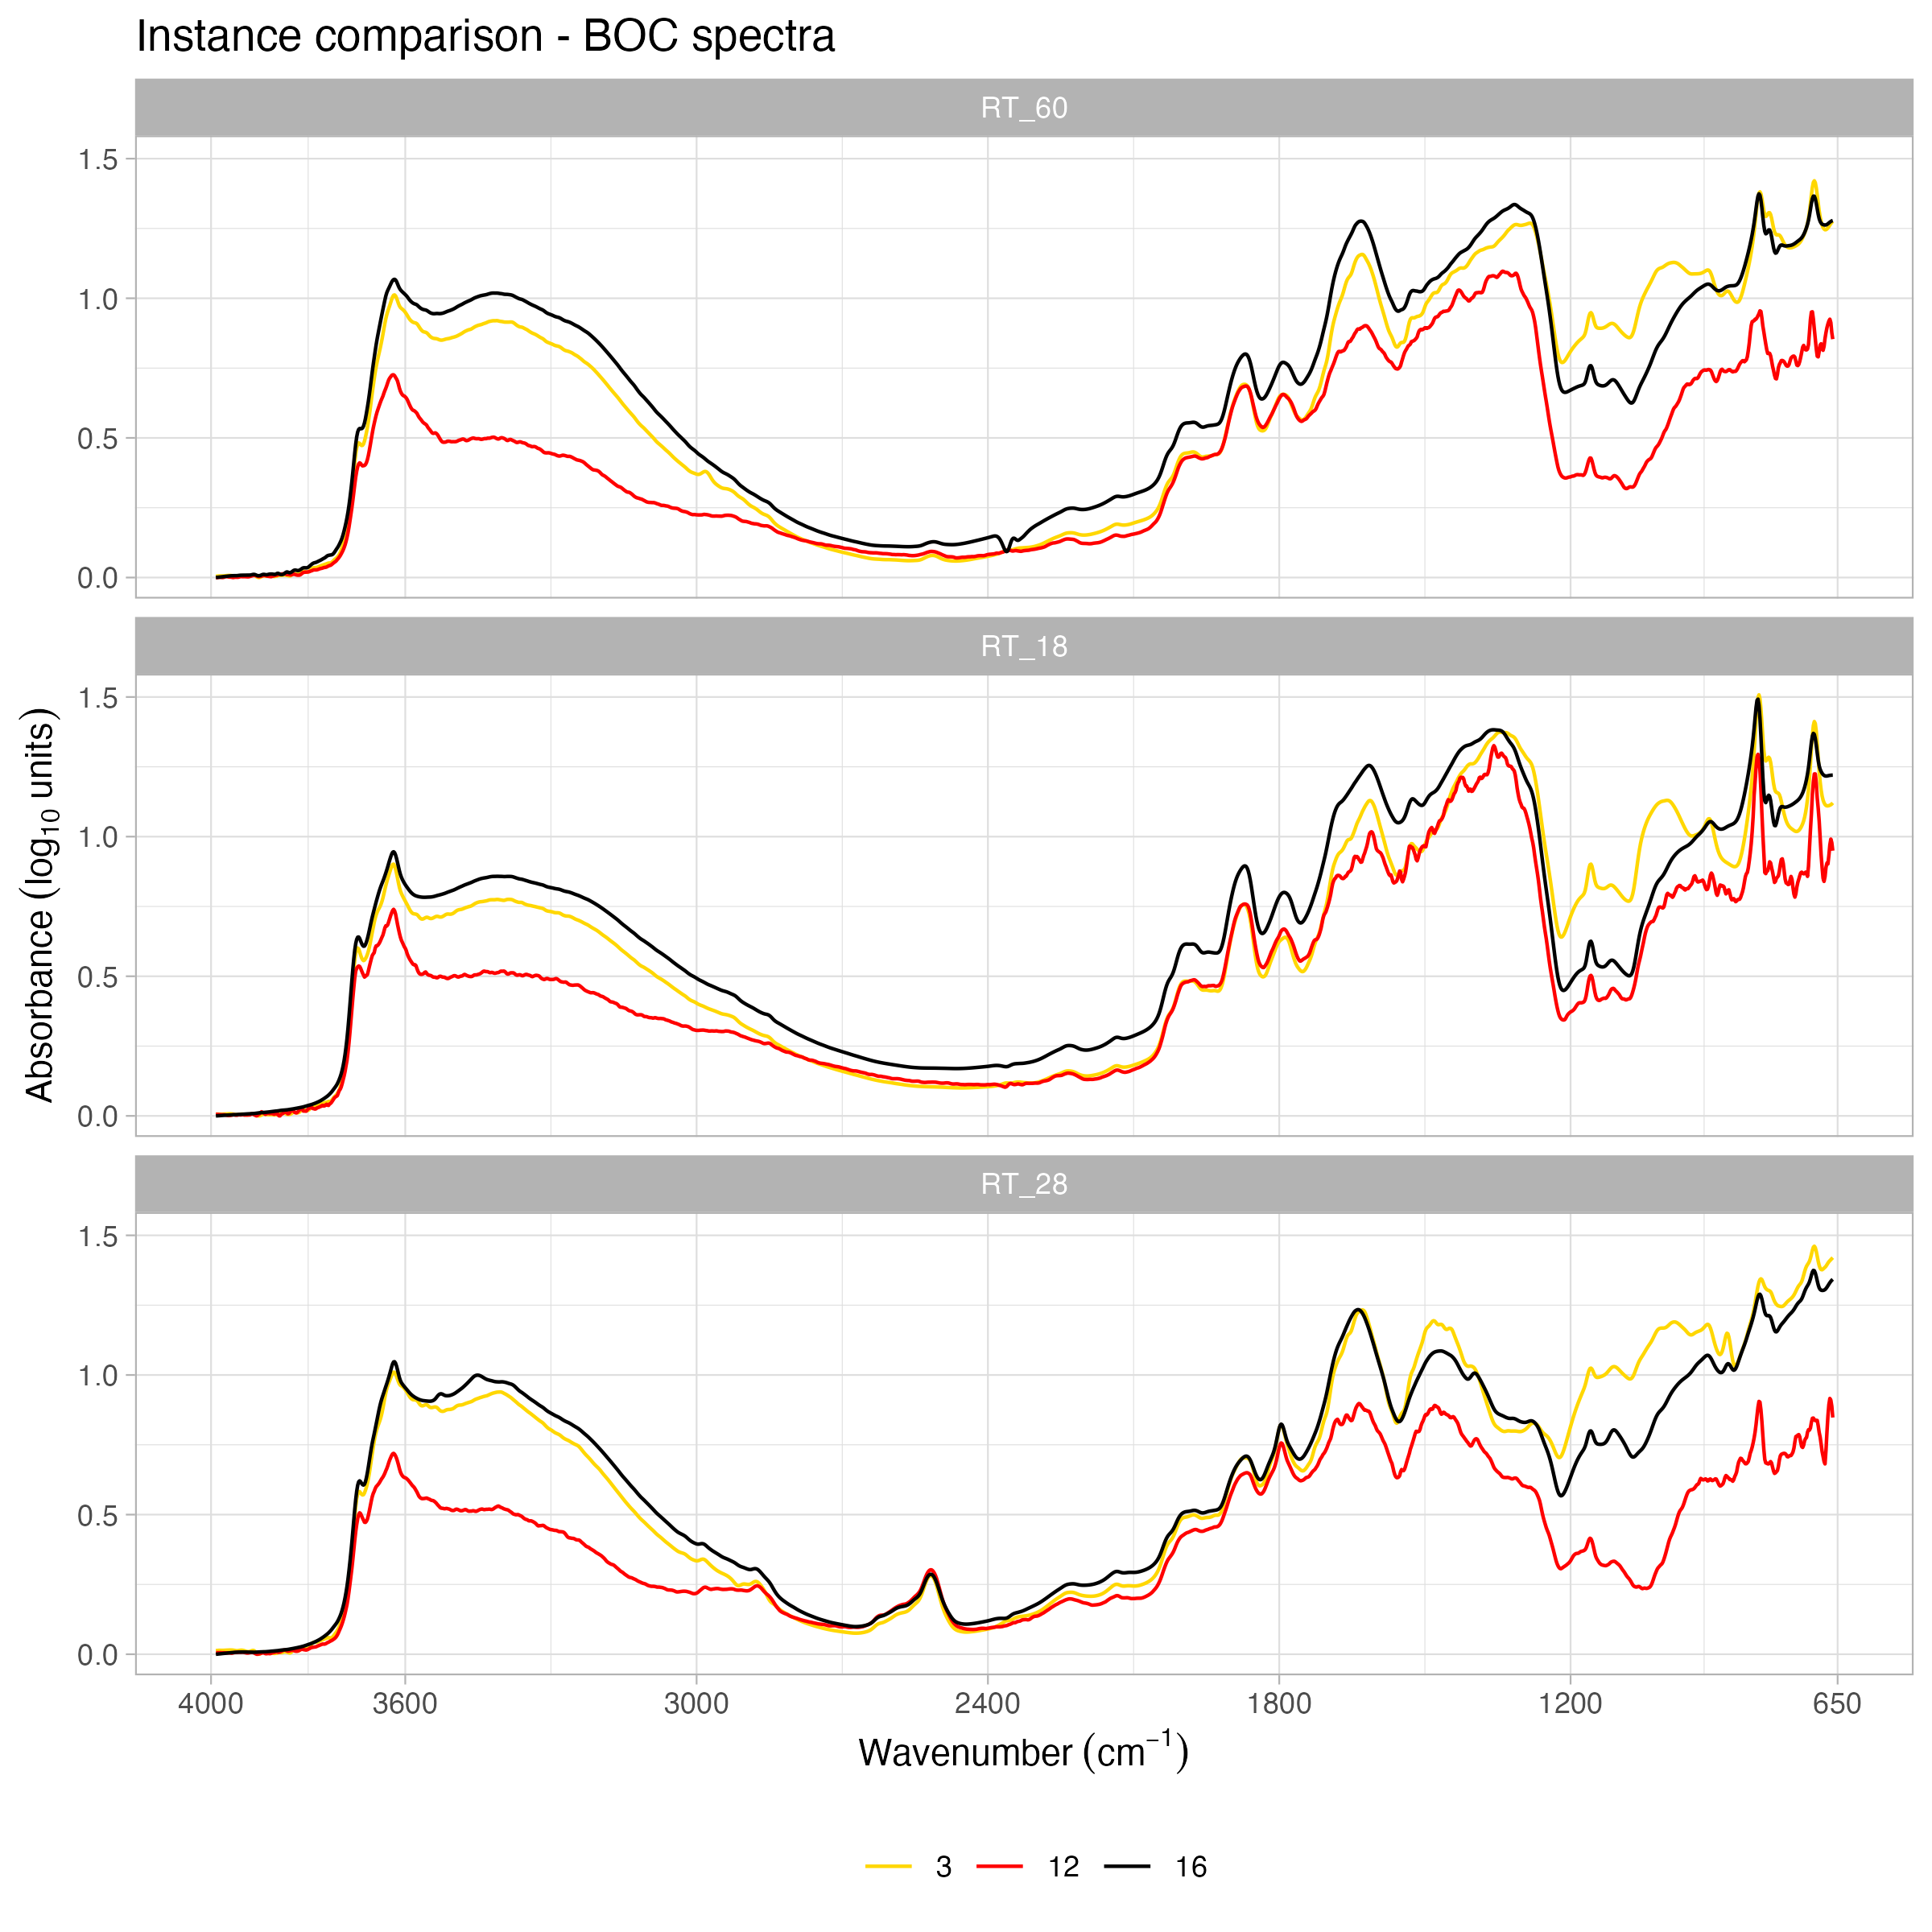 Instance comparison - BOC spectra
RT_60
1.5
1.0
0.5
0.0
RT_18
1.5
1.0
0.5
0.0
Absorbance (log₁₀ units)
RT_28
1.5
1.0
0.5
0.0
4000 3600 3000 2400 1800 1200 650
Wavenumber (cm⁻¹)
3 12 16